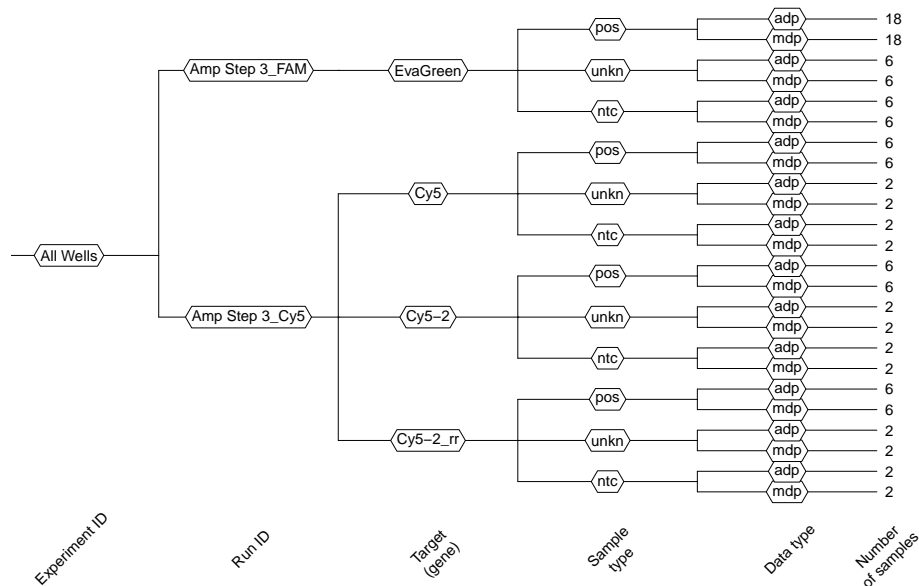 adp 18
pos
mdp 18
adp 6
Amp Step 3_FAM EvaGreen unkn
mdp 6
adp 6
ntc
mdp 6
adp 6
pos
mdp 6
adp 2
Cy5 unkn
mdp 2
adp 2
ntc
mdp 2
All Wells
adp 6
pos
mdp 6
adp 2
Amp Step 3_Cy5 Cy5−2 unkn
mdp 2
adp 2
ntc
mdp 2
adp 6
pos
mdp 6
adp 2
Cy5−2_rr unkn
mdp 2
adp 2
ntc
mdp 2
Experiment ID
Run ID
Target
(gene)
Sample
type
Data type
Number
of samples